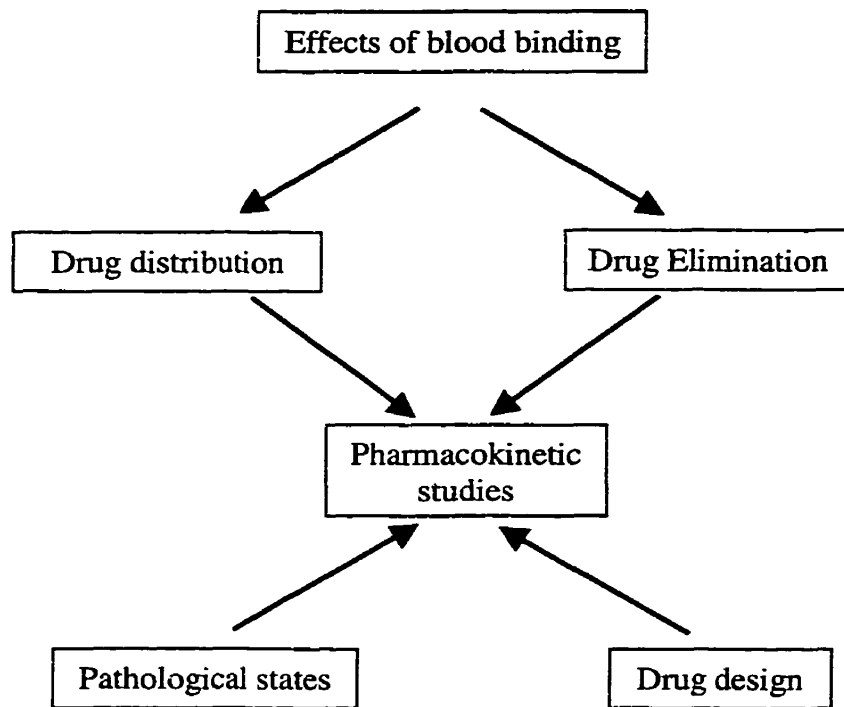 Effects of blood binding
Drug distribution
Drug Elimination
Pharmacokinetic
studies
Pathological states
Drug design